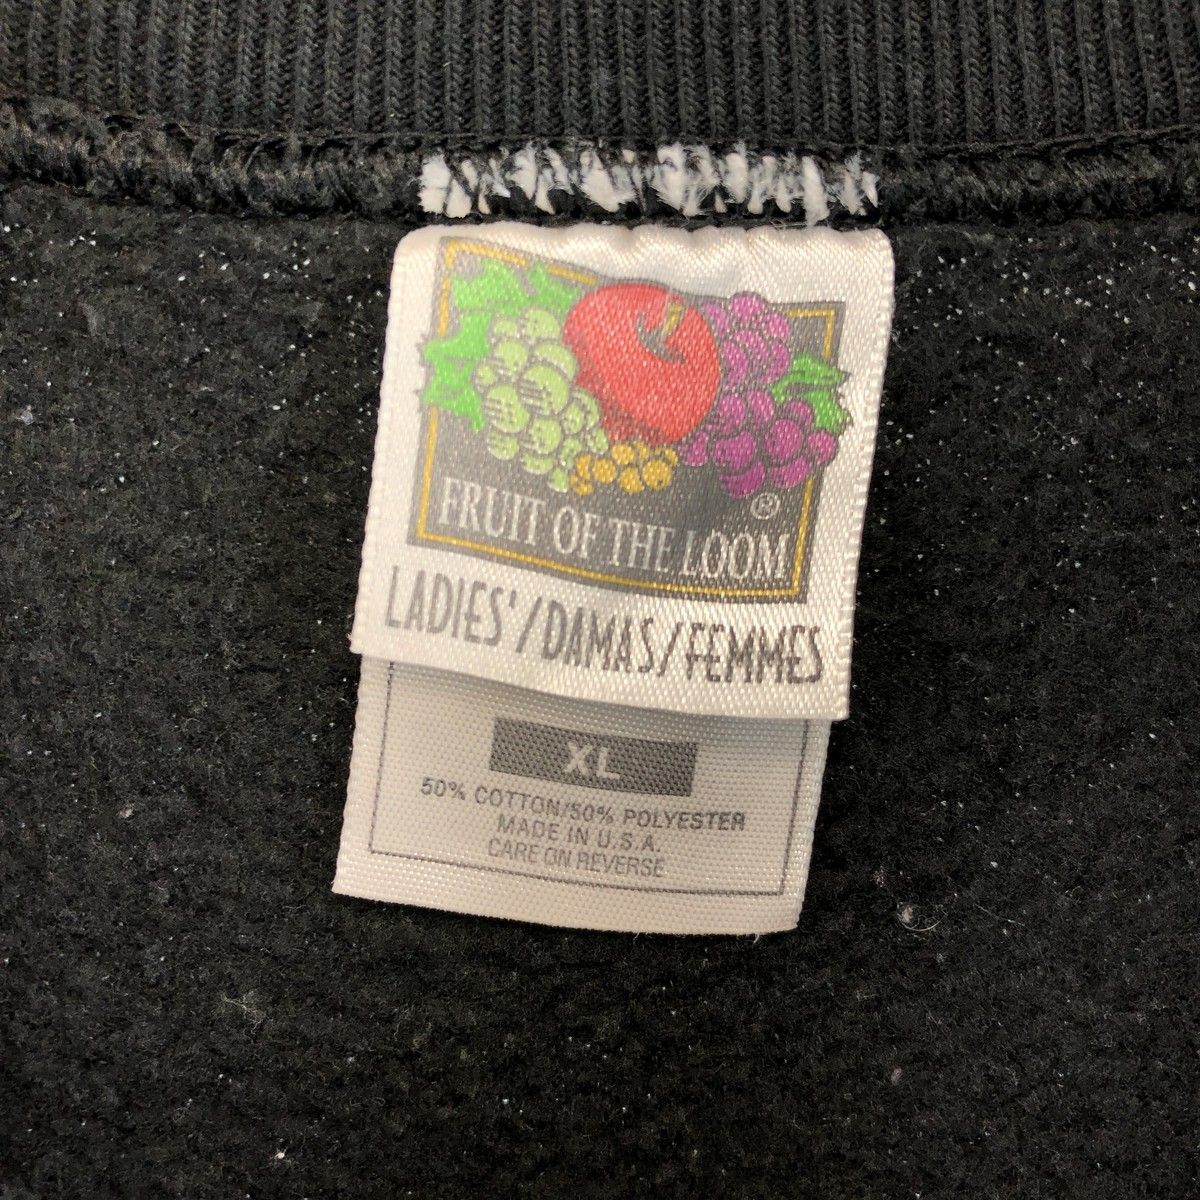 ®
FRUIT OF THE LOOM
LADIES'/DAMAS/FEMMES
XL
50% COTTON/50% POLYESTER
MADE IN U.S.A.
CARE ON REVERSE